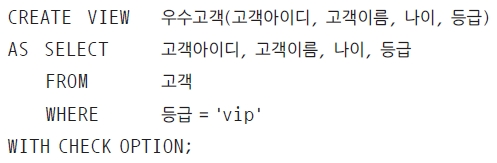 CREATE VIEW 우수고객(고객아이디, 고객이름, 나이, 등급)
AS SELECT 고객아이디, 고객이름, 나이, 등급
FROM 고객
WHERE 등급 = 'vip'
WITH CHECK OPTION;